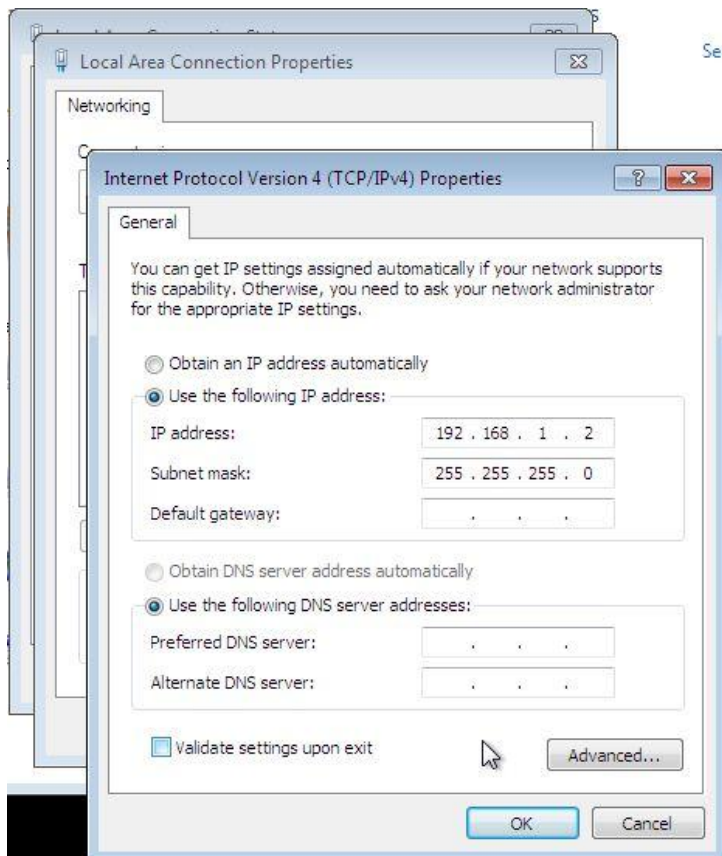 Se
Local Area Connection Properties
Networking
Internet Protocol Version 4 (TCP/IPv4) Properties
General
You can get IP settings assigned automatically if your network supports
this capability. Otherwise, you need to ask your network administrator
for the appropriate IP settings.
Obtain an IP address automatically
Use the following IP address:
IP address: 192 . 168 . 1 . 2
Subnet mask: 255 . 255 . 255 . 0
Default gateway: . . .
Obtain DNS server address automatically
Use the following DNS server addresses:
Preferred DNS server: . . .
Alternate DNS server: . . .
Validate settings upon exit
Advanced...
OK Cancel